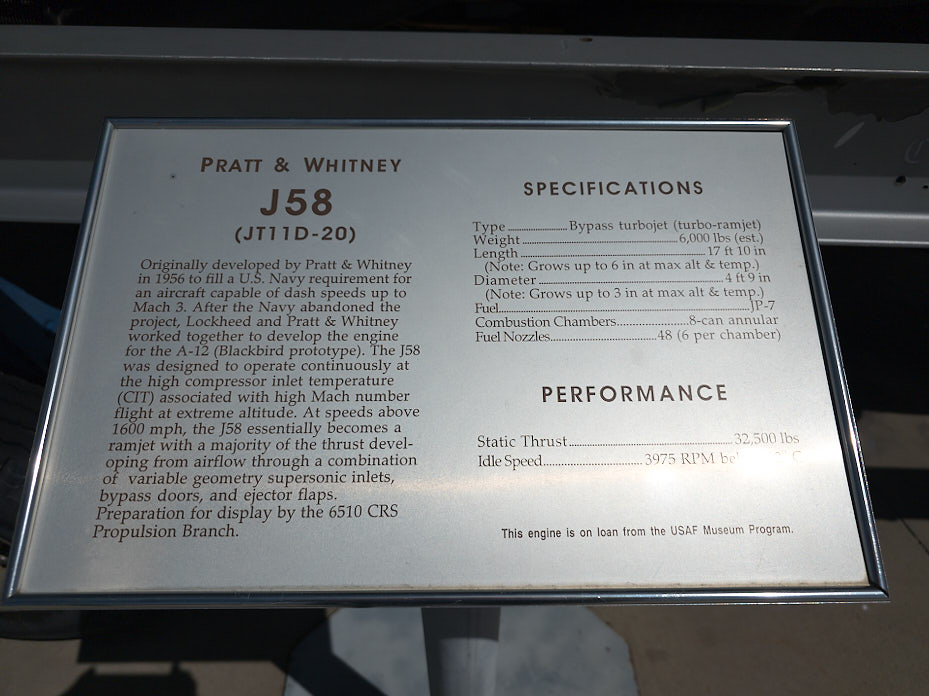 PRATT & WHITNEY
J58
(JT11D-20)
Originally developed by Pratt & Whitney
in 1956 to fill a U.S. Navy requirement for
an aircraft capable of dash speeds up to
Mach 3. After the Navy abandoned the
project, Lockheed and Pratt & Whitney
worked together to develop the engine
for the A-12 (Blackbird prototype). The J58
was designed to operate continuously at
the high compressor inlet temperature
(CIT) associated with high Mach number
flight at extreme altitude. At speeds above
1600 mph, the J58 essentially becomes a
ramjet with a majority of the thrust devel-
oping from airflow through a combination
of variable geometry supersonic inlets,
bypass doors, and ejector flaps.
Preparation for display by the 6510 CRS
Propulsion Branch.
SPECIFICATIONS
Type ........ Bypass turbojet (turbo-ramjet)
Weight ........ 6,000 lbs (est.)
Length ........ 17 ft 10 in
(Note: Grows up to 6 in at max alt & temp.)
Diameter ........ 4 ft 9 in
(Note: Grows up to 3 in at max alt & temp.)
Fuel ........ JP-7
Combustion Chambers ........ 8-can annular
Fuel Nozzles ........ 48 (6 per chamber)
PERFORMANCE
Static Thrust ........ 32,500 lbs
Idle Speed ........ 3975 RPM
This engine is on loan from the USAF Museum Program.